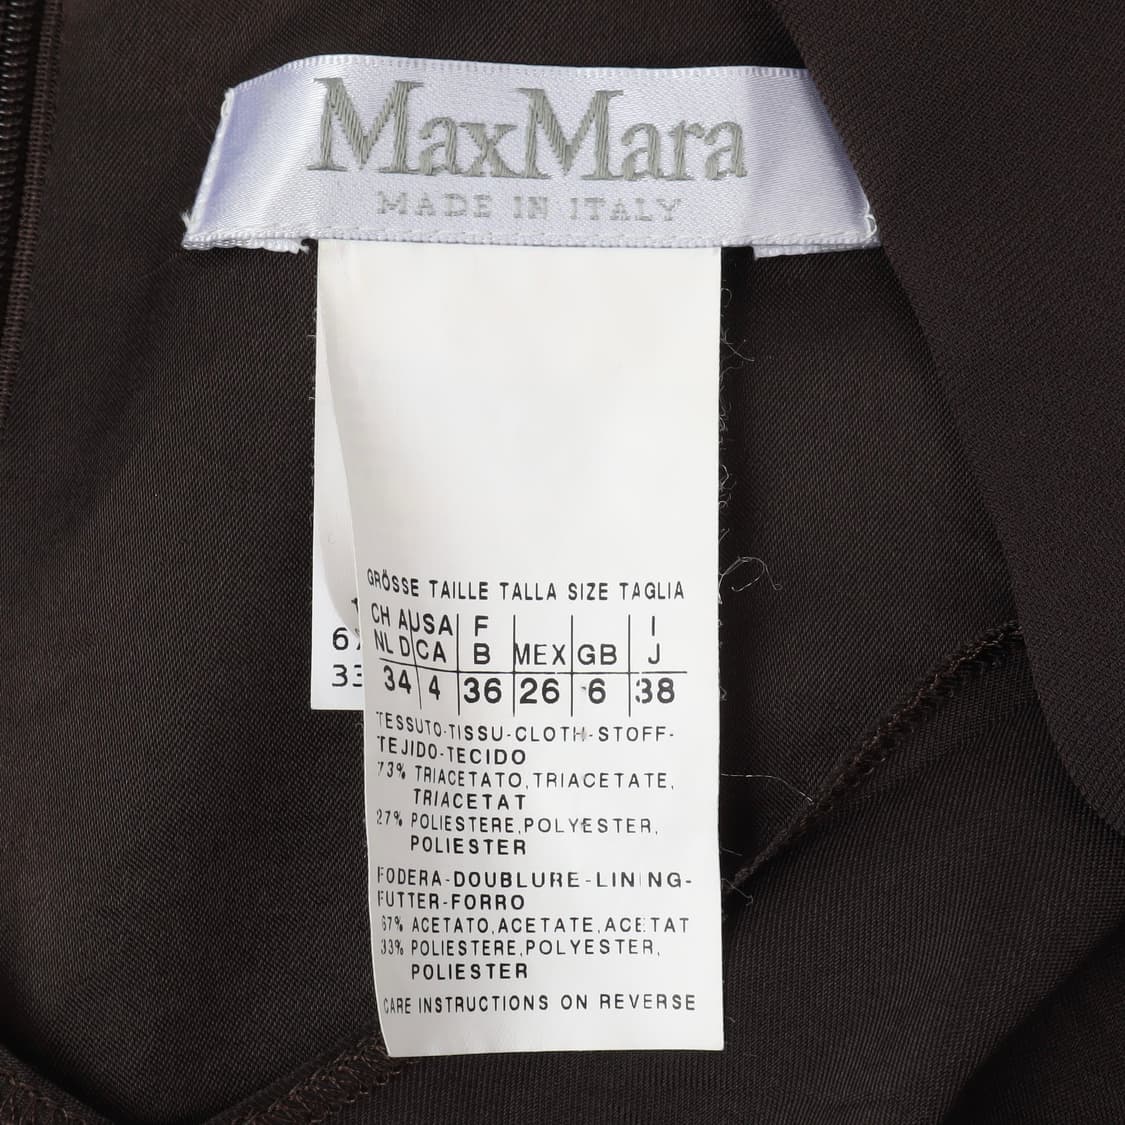 MaxMara
MADE IN ITALY
GRÖSSE TAILLE TALLA SIZE TAGLIA
CH A USA F I
NL D CA B MEX GB J
34 4 36 26 6 38
TESSUTO-TISSU-CLOTH-STOFF-
TEJIDO-TECIDO
73% TRIACETATO,TRIACETATE,
TRIACETAT
27% POLIESTERE,POLYESTER,
POLIESTER
FODERA-DOUBLURE-LINING-
FUTTER-FORRO
67% ACETATO,ACETATE,ACETAT
33% POLIESTERE,POLYESTER,
POLIESTER
CARE INSTRUCTIONS ON REVERSE